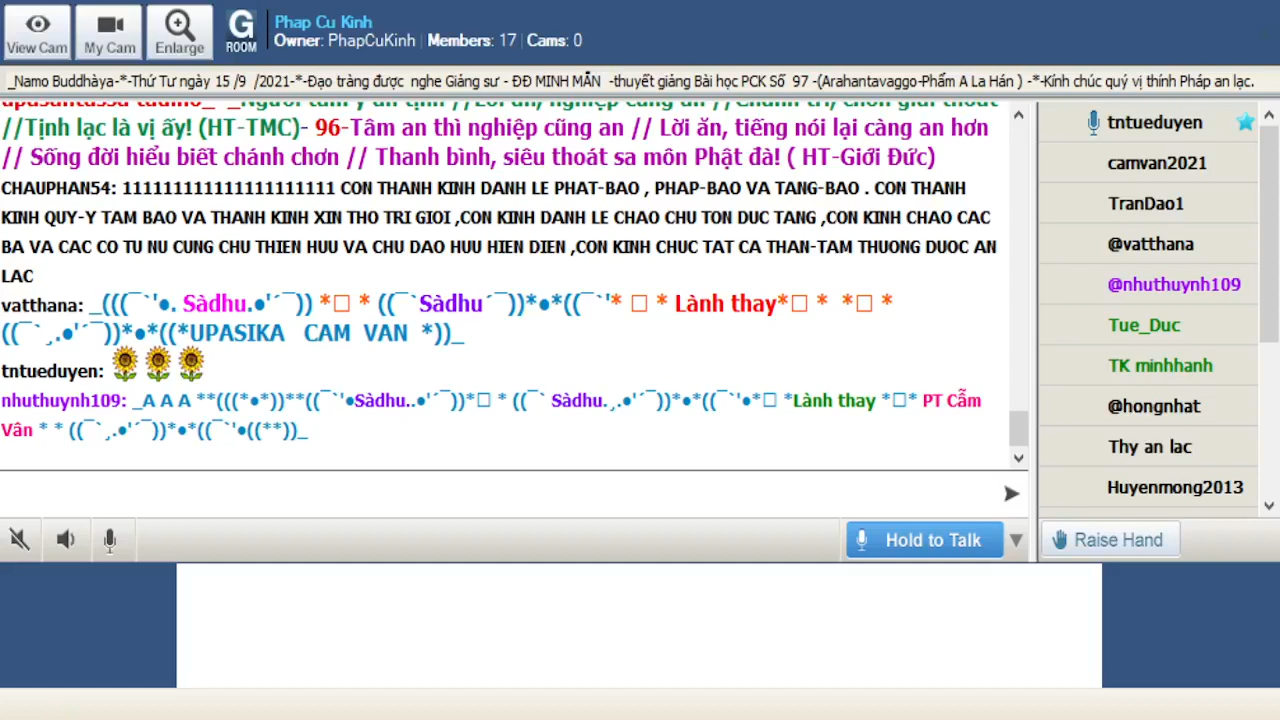 View Cam
My Cam
Enlarge
G
ROOM
Phap Cu Kinh
Owner: PhapCuKinh | Members: 17 | Cams: 0
_Namo Buddhàya-*-Thứ Tư ngày 15 /9 /2021-*-Đạo tràng được nghe Giảng sư - ĐĐ MINH MẪN -thuyết giảng Bài học PCK Số 97 -(Arahantavaggo-Phẩm A La Hán ) -*-Kính chúc quý vị thính Pháp an lạc.
//Tịnh lạc là vị ấy! (HT-TMC)- 96-Tâm an thì nghiệp cũng an // Lời ăn, tiếng nói lại càng an hơn
// Sống đời hiểu biết chánh chơn // Thanh bình, siêu thoát sa môn Phật đà! ( HT-Giới Đức)
CHAUPHAN54: 111111111111111111111 CON THANH KINH DANH LE PHAT-BAO , PHAP-BAO VA TANG-BAO . CON THANH
KINH QUY-Y TAM BAO VA THANH KINH XIN THO TRI GIOI ,CON KINH DANH LE CHAO CHU TON DUC TANG ,CON KINH CHAO CAC
BA VA CAC CO TU NU CUNG CHU THIEN HUU VA CHU DAO HUU HIEN DIEN ,CON KINH CHUC TAT CA THAN-TAM THUONG DUOC AN
LAC
vatthana: _(((¯`'●. Sàdhu.●'´¯)) *□ * ((¯`Sàdhu´¯))*●*((¯`'* □ * Lành thay*□ * *□ *
((¯`¸.●'´¯))*●*((*UPASIKA CAM VAN *))_
tntueduyen:
nhuthuynh109: _A A A **(((*●*))**((¯`'●Sàdhu..●'´¯))*□ * ((¯` Sàdhu.¸.●'´¯))*●*((¯`'●*□ *Lành thay *□* PT Cẩm
Vân * * ((¯`¸.●'´¯))*●*((¯`'●((**))_
Hold to Talk
tntueduyen
camvan2021
TranDao1
@vatthana
@nhuthuynh109
Tue_Duc
TK minhhanh
@hongnhat
Thy an lac
Huyenmong2013
Raise Hand